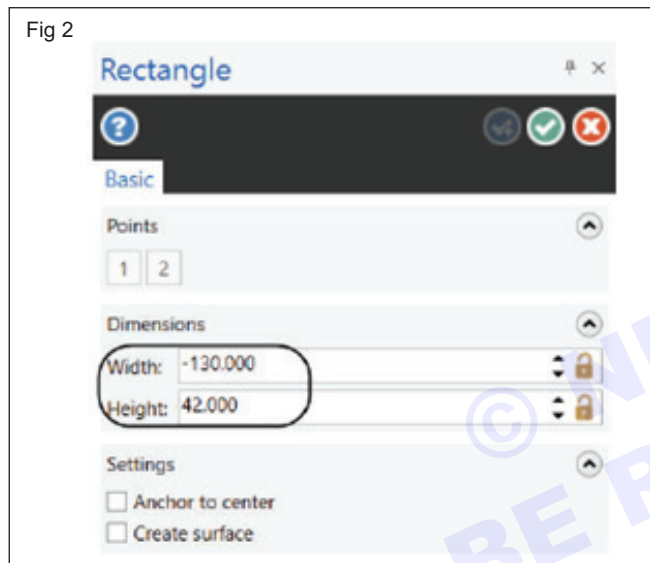 Fig 2
Rectangle
?
Basic
Points
1 2
Dimensions
Width: -130.000
Height: 42.000
Settings
Anchor to center
Create surface
©
BE